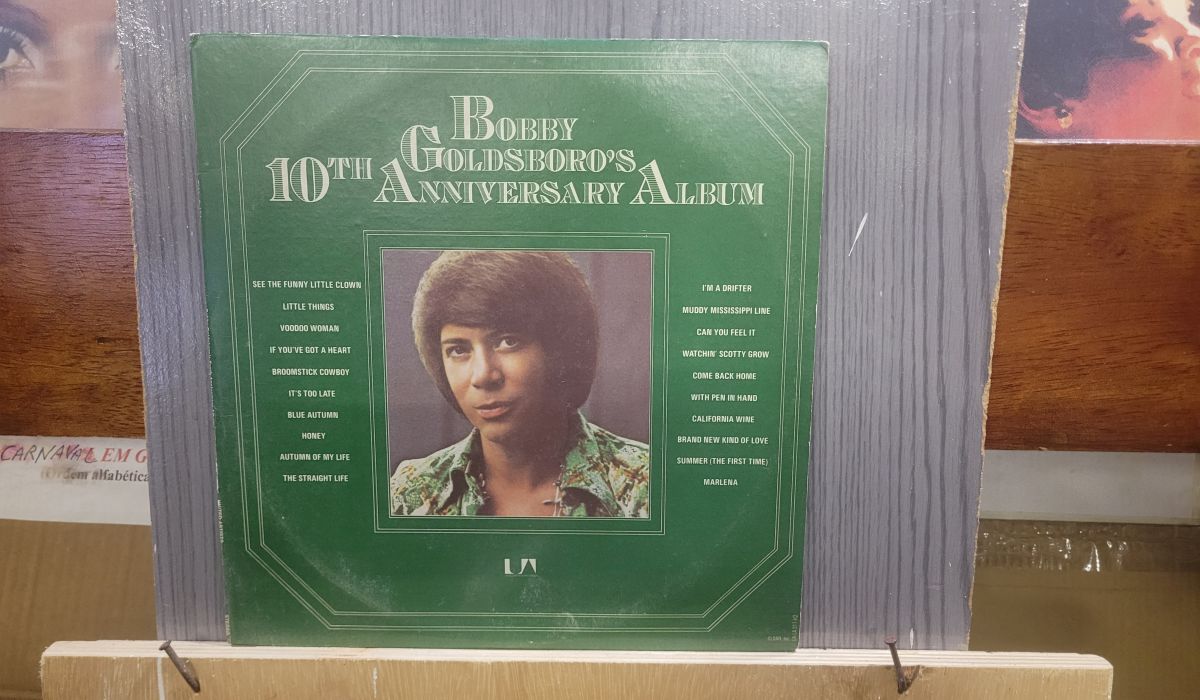 BOBBY
GOLDSBORO'S
10TH ANNIVERSARY ALBUM
SEE THE FUNNY LITTLE CLOWN
LITTLE THINGS
VOODOO WOMAN
IF YOU'VE GOT A HEART
BROOMSTICK COWBOY
IT'S TOO LATE
BLUE AUTUMN
HONEY
AUTUMN OF MY LIFE
THE STRAIGHT LIFE
I'M A DRIFTER
MUDDY MISSISSIPPI LINE
CAN YOU FEEL IT
WATCHIN' SCOTTY GROW
COME BACK HOME
WITH PEN IN HAND
CALIFORNIA WINE
BRAND NEW KIND OF LOVE
SUMMER (THE FIRST TIME)
MARLENA
UA
CARNAVAL EM G
alfabética